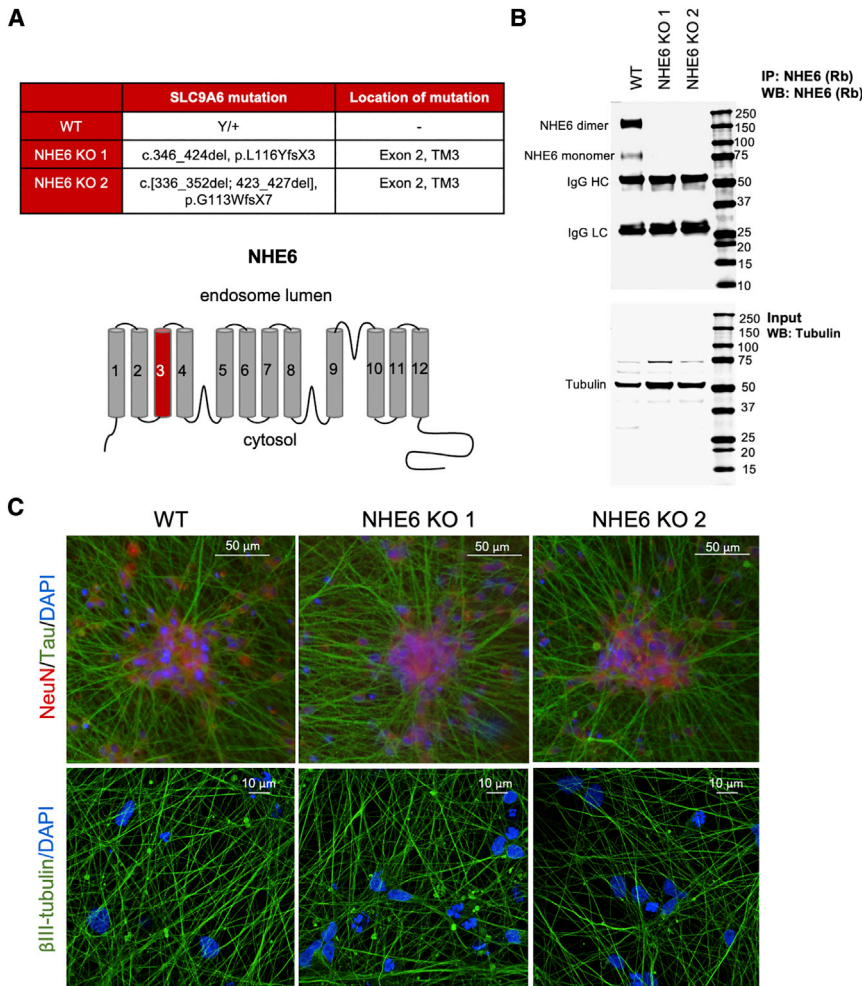 A
SLC9A6 mutation Location of mutation
WT Y/+ -
NHE6 KO 1 c.346_424del, p.L116YfsX3 Exon 2, TM3
NHE6 KO 2 c.[336_352del; 423_427del], Exon 2, TM3
p.G113WfsX7
NHE6
endosome lumen
1 2 3 4 5 6 7 8 9 10 11 12
cytosol
B
WT
NHE6 KO 1
NHE6 KO 2
IP: NHE6 (Rb)
WB: NHE6 (Rb)
NHE6 dimer
NHE6 monomer
IgG HC
IgG LC
250
150
100
75
50
37
25
20
15
10
Input
WB: Tubulin
Tubulin
250
150
100
75
50
37
25
20
15
C
WT NHE6 KO 1 NHE6 KO 2
NeuN/Tau/DAPI
50 µm 50 µm 50 µm
βIII-tubulin/DAPI
10 µm 10 µm 10 µm